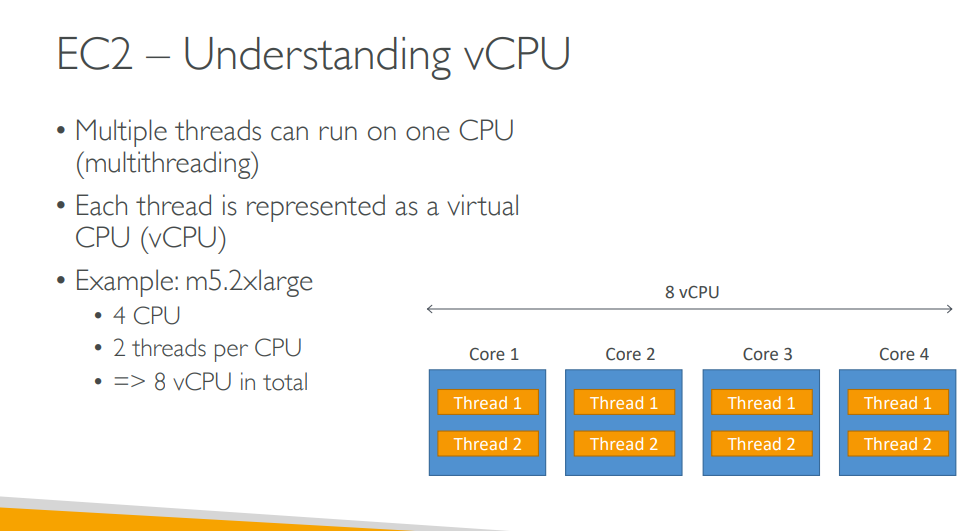 EC2 – Understanding vCPU
• Multiple threads can run on one CPU
(multithreading)
• Each thread is represented as a virtual
CPU (vCPU)
• Example: m5.2xlarge
• 4 CPU
• 2 threads per CPU
• => 8 vCPU in total
8 vCPU
Core 1 Core 2 Core 3 Core 4
Thread 1 Thread 1 Thread 1 Thread 1
Thread 2 Thread 2 Thread 2 Thread 2